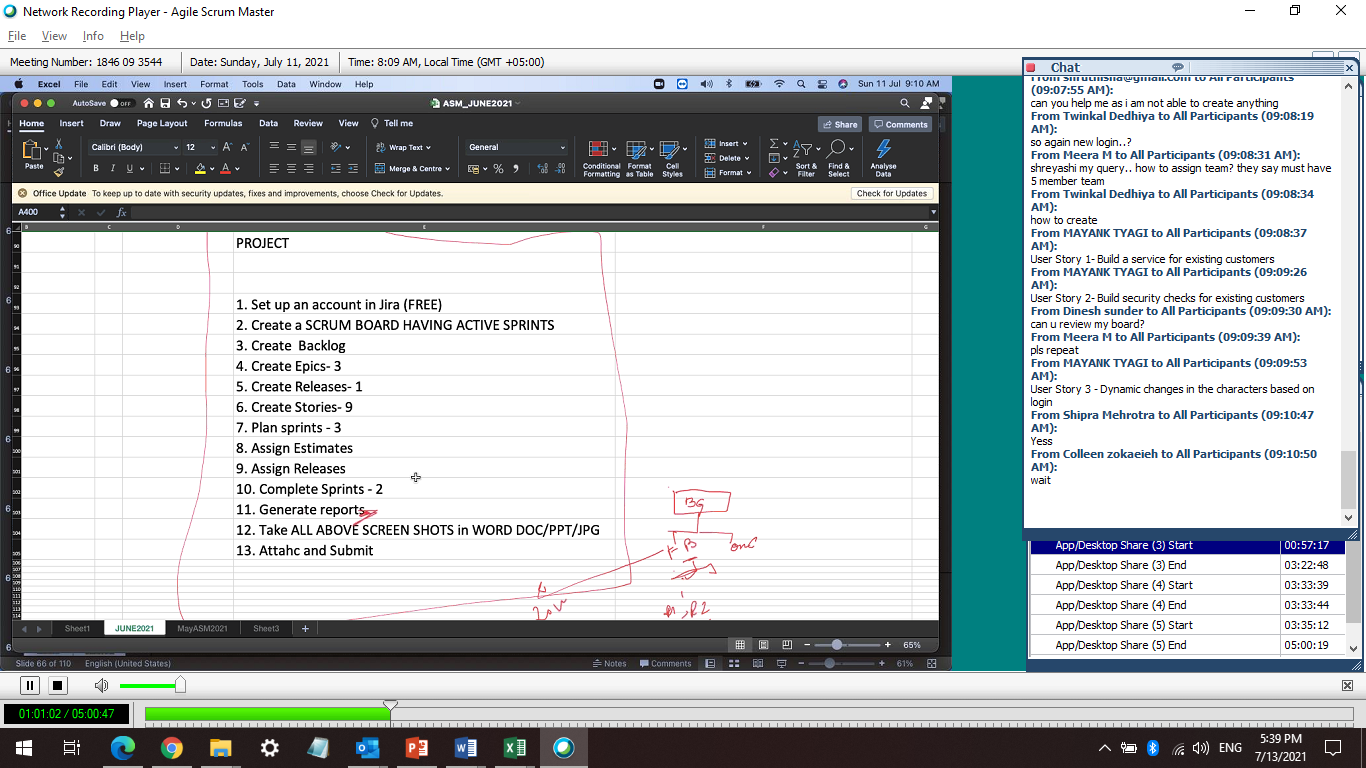 Network Recording Player - Agile Scrum Master
File View Info Help
Meeting Number: 1846 09 3544 Date: Sunday, July 11, 2021 Time: 8:09 AM, Local Time (GMT +05:00)
Excel File Edit View Insert Format Tools Data Window Help Sun 11 Jul 9:10 AM
AutoSave OFF ASM_JUNE2021
Home Insert Draw Page Layout Formulas Data Review View Tell me Share Comments
Calibri (Body) 12 Wrap Text General Insert
Paste B I U Merge & Centre Conditional Formatting Format as Table Cell Styles Delete Format Sort & Filter Find & Select Analyse Data
Office Update To keep up to date with security updates, fixes and improvements, choose Check for Updates. Check for Updates
A400 fx
B C D E F G
PROJECT
1. Set up an account in Jira (FREE)
2. Create a SCRUM BOARD HAVING ACTIVE SPRINTS
3. Create Backlog
4. Create Epics- 3
5. Create Releases- 1
6. Create Stories- 9
7. Plan sprints - 3
8. Assign Estimates
9. Assign Releases
10. Complete Sprints - 2
11. Generate reports
12. Take ALL ABOVE SCREEN SHOTS in WORD DOC/PPT/JPG
13. Attahc and Submit
Sheet1 JUNE2021 MayASM2021 Sheet3 +
65%
Slide 66 of 110 English (United States) Notes Comments 61%
Chat
From shruthisha@gmail.com to All Participants
(09:07:55 AM):
can you help me as i am not able to create anything
From Twinkal Dedhiya to All Participants (09:08:19
AM):
so again new login..?
From Meera M to All Participants (09:08:31 AM):
shreyashi my query.. how to assign team? they say must have
5 member team
From Twinkal Dedhiya to All Participants (09:08:34
AM):
how to create
From MAYANK TYAGI to All Participants (09:08:37
AM):
User Story 1- Build a service for existing customers
From MAYANK TYAGI to All Participants (09:09:26
AM):
User Story 2- Build security checks for existing customers
From Dinesh sunder to All Participants (09:09:30 AM):
can u review my board?
From Meera M to All Participants (09:09:39 AM):
pls repeat
From MAYANK TYAGI to All Participants (09:09:53
AM):
User Story 3 - Dynamic changes in the characters based on
login
From Shipra Mehrotra to All Participants (09:10:47
AM):
Yess
From Colleen zokaeieh to All Participants (09:10:50
AM):
wait
App/Desktop Share (3) Start 00:57:17
App/Desktop Share (3) End 03:22:48
App/Desktop Share (4) Start 03:33:39
App/Desktop Share (4) End 03:33:44
App/Desktop Share (5) Start 03:35:12
App/Desktop Share (5) End 05:00:19
01:01:02 / 05:00:47
ENG 5:39 PM
7/13/2021